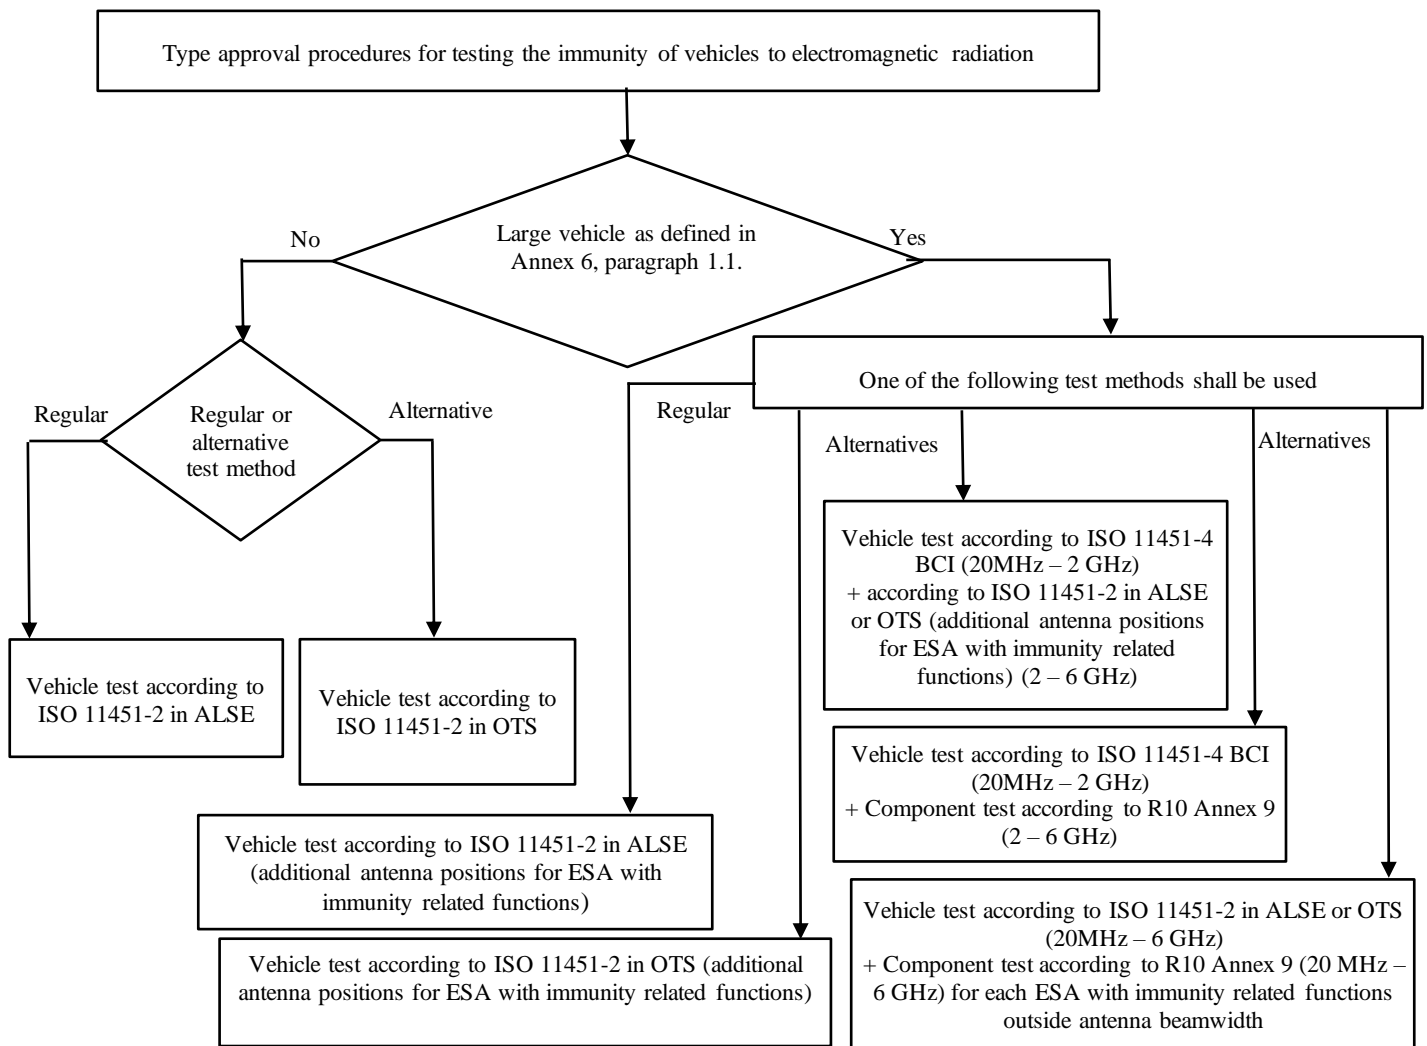 Type approval procedures for testing the immunity of vehicles to electromagnetic radiation
No
Large vehicle as defined in
Annex 6, paragraph 1.1.
Yes
Regular
Regular or
alternative
test method
Alternative
One of the following test methods shall be used
Regular
Alternatives
Alternatives
Vehicle test according to
ISO 11451-2 in ALSE
Vehicle test according to
ISO 11451-2 in OTS
Vehicle test according to ISO 11451-4
BCI (20MHz – 2 GHz)
+ according to ISO 11451-2 in ALSE
or OTS (additional antenna positions
for ESA with immunity related
functions) (2 – 6 GHz)
Vehicle test according to ISO 11451-4 BCI
(20MHz – 2 GHz)
+ Component test according to R10 Annex 9
(2 – 6 GHz)
Vehicle test according to ISO 11451-2 in ALSE
(additional antenna positions for ESA with
immunity related functions)
Vehicle test according to ISO 11451-2 in OTS (additional
antenna positions for ESA with immunity related functions)
Vehicle test according to ISO 11451-2 in ALSE or OTS
(20MHz – 6 GHz)
+ Component test according to R10 Annex 9 (20 MHz –
6 GHz) for each ESA with immunity related functions
outside antenna beamwidth